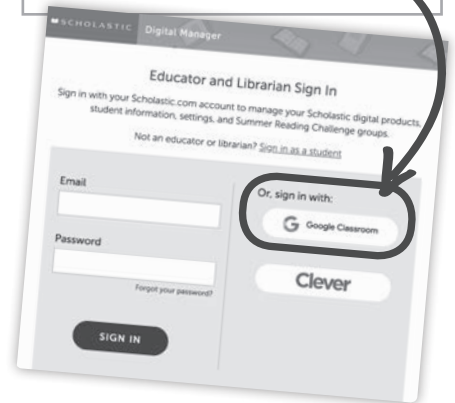 SCHOLASTIC Digital Manager
Educator and Librarian Sign In
Sign in with your Scholastic.com account to manage your Scholastic digital products,
student information, settings, and Summer Reading Challenge groups.
Not an educator or librarian? Sign in as a student
Email
Password
Forgot your password?
SIGN IN
Or, sign in with:
G Google Classroom
Clever